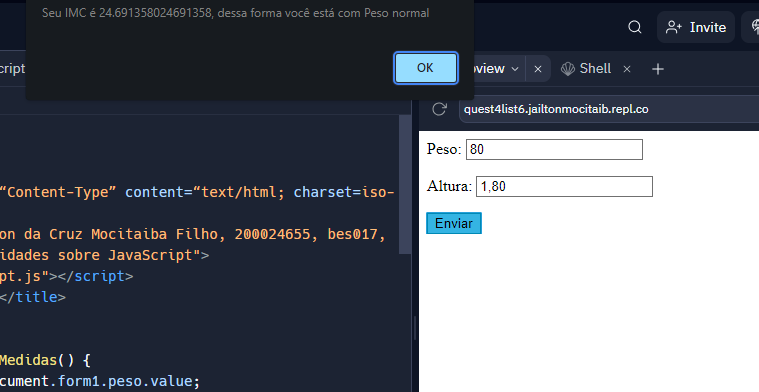 Seu IMC é 24.691358024691358, dessa forma você está com Peso normal
OK
Invite
cript
view
Shell
quest4list6.jailtonmocitaib.repl.co
Peso: 80
Altura: 1,80
Enviar
“Content-Type” content=“text/html; charset=iso-
on da Cruz Mocitaiba Filho, 200024655, bes017,
idades sobre JavaScript">
pt.js"></script>
</title>
Medidas() {
cument.form1.peso.value;